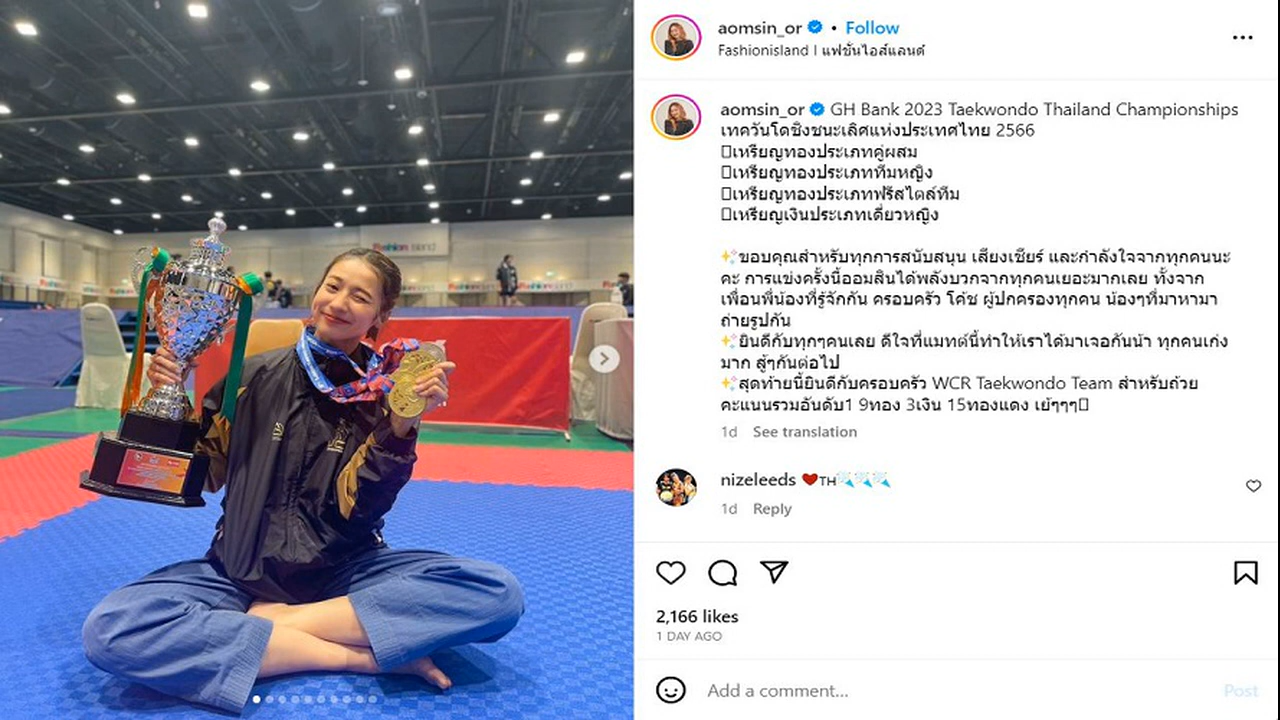 aomsin_or • Follow
Fashionisland | แฟชั่นไอส์แลนด์
aomsin_or GH Bank 2023 Taekwondo Thailand Championships
เทควันโดชิงชนะเลิศแห่งประเทศไทย 2566
เหรียญทองประเภทคู่ผสม
เหรียญทองประเภททีมหญิง
เหรียญทองประเภทฟรีสไตล์ทีม
เหรียญเงินประเภทเดี่ยวหญิง
✨ขอบคุณสำหรับทุกการสนับสนุน เสียงเชียร์ และกำลังใจจากทุกคนนะ
คะ การแข่งครั้งนี้ออมสินได้พลังบวกจากทุกคนเยอะมากเลย ทั้งจาก
เพื่อนพี่น้องที่รู้จักกัน ครอบครัว โค้ช ผู้ปกครองทุกคน น้องๆที่มาหามา
ถ่ายรูปกัน
✨ยินดีกับทุกๆคนเลย ดีใจที่แมทต์นี้ทำให้เราได้มาเจอกันน้า ทุกคนเก่ง
มาก สู้ๆกันต่อไป
✨สุดท้ายนี้ยินดีกับครอบครัว WCR Taekwondo Team สำหรับถ้วย
คะแนนรวมอันดับ1 9ทอง 3เงิน 15ทองแดง เย้ๆๆๆ
1d See translation
nizeleeds ❤️TH
1d Reply
2,166 likes
1 DAY AGO
Add a comment...
Post
Fashion Island